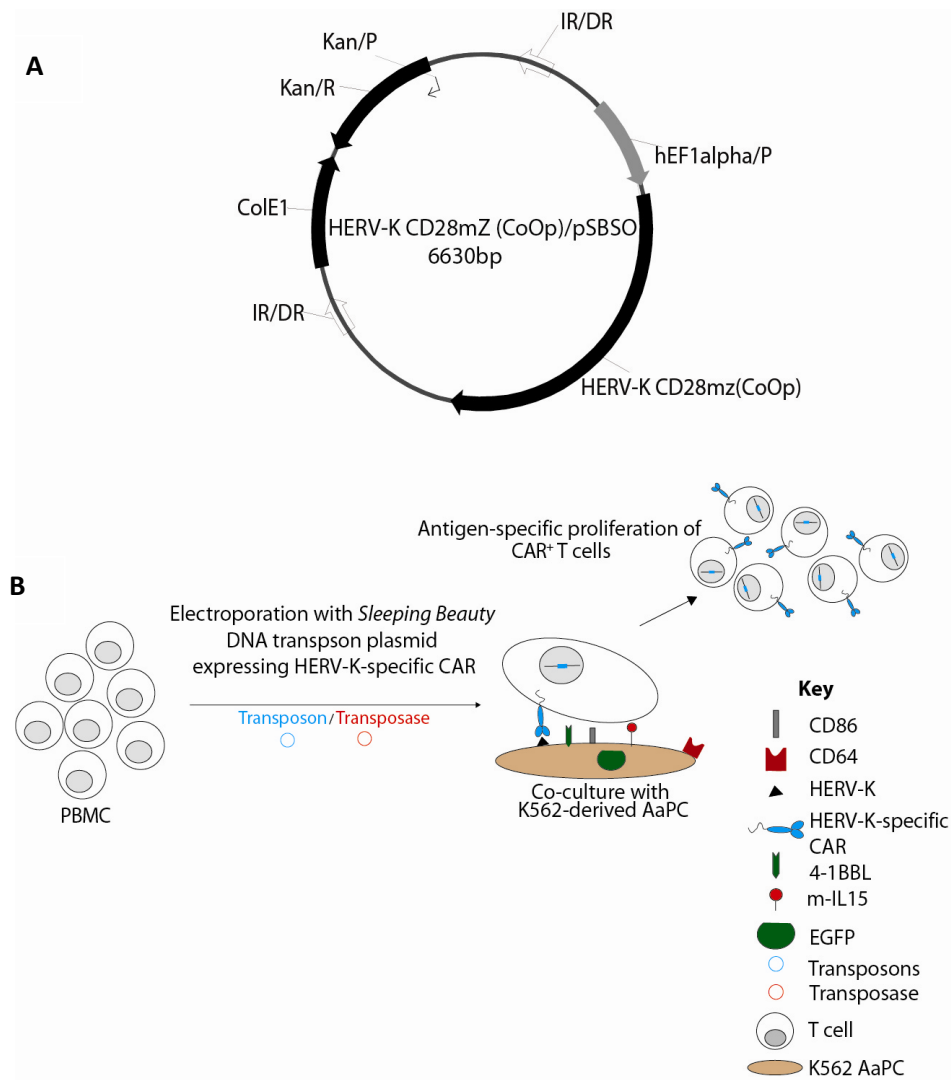 A
IR/DR
Kan/P
Kan/R
hEF1alpha/P
ColE1
HERV-K CD28mZ (CoOp)/pSBSO
6630bp
IR/DR
HERV-K CD28mz(CoOp)
B
Antigen-specific proliferation of
CAR+ T cells
Electroporation with Sleeping Beauty
DNA transpson plasmid
expressing HERV-K-specific CAR
Transposon/Transposase
PBMC
Co-culture with
K562-derived AaPC
Key
CD86
CD64
HERV-K
HERV-K-specific
CAR
4-1BBL
m-IL15
EGFP
Transposons
Transposase
T cell
K562 AaPC